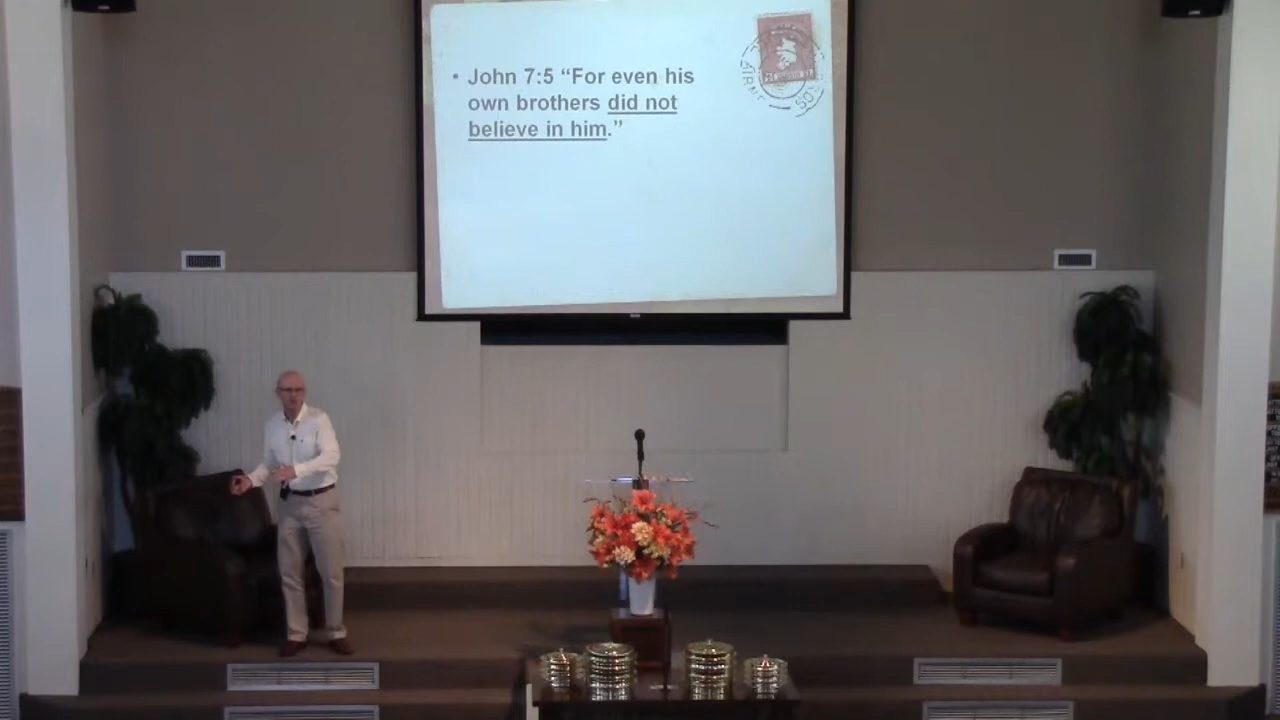 • John 7:5 “For even his
own brothers did not
believe in him.”